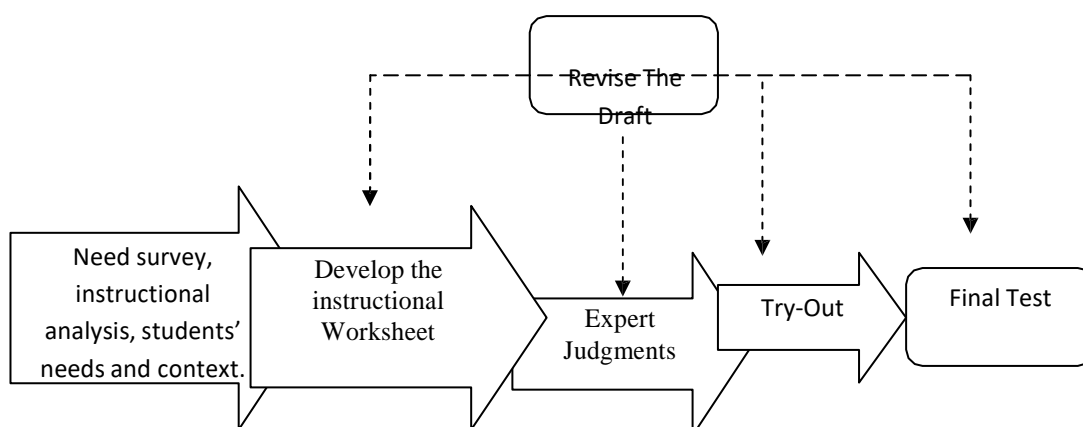 Revise The
Draft
Need survey,
instructional
analysis, students’
needs and context.
Develop the
instructional
Worksheet
Expert
Judgments
Try-Out
Final Test